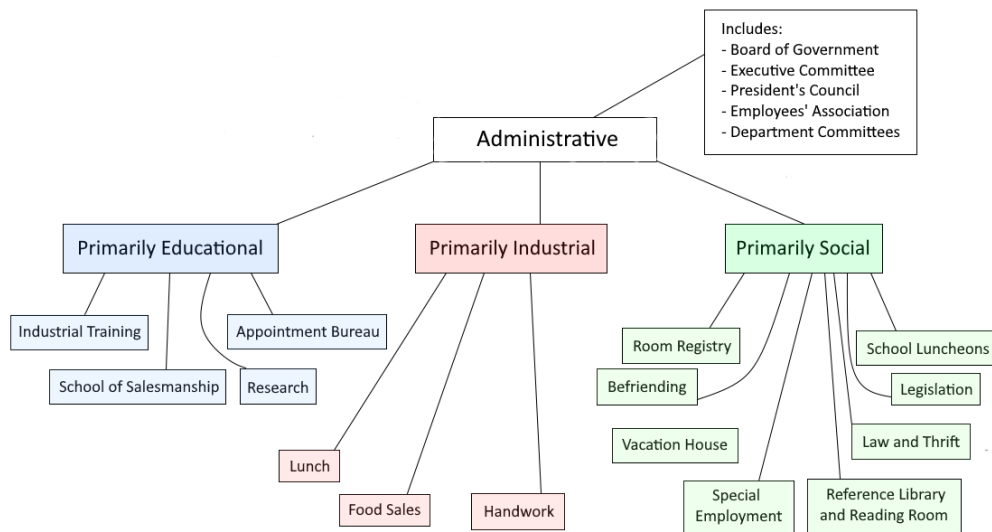 Includes:
- Board of Government
- Executive Committee
- President's Council
- Employees' Association
- Department Committees
Administrative
Primarily Educational
Primarily Industrial
Primarily Social
Industrial Training
Appointment Bureau
School of Salesmanship
Research
Room Registry
School Luncheons
Befriending
Legislation
Vacation House
Law and Thrift
Lunch
Food Sales
Handwork
Special
Employment
Reference Library
and Reading Room